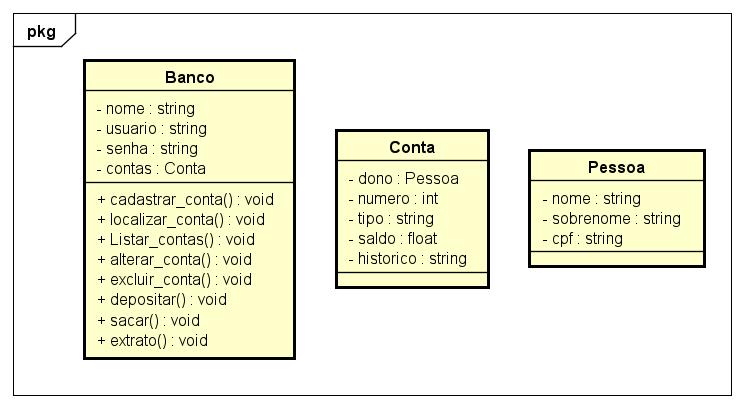 pkg
Banco
- nome : string
- usuario : string
- senha : string
- contas : Conta
+ cadastrar_conta() : void
+ localizar_conta() : void
+ Listar_contas() : void
+ alterar_conta() : void
+ excluir_conta() : void
+ depositar() : void
+ sacar() : void
+ extrato() : void
Conta
- dono : Pessoa
- numero : int
- tipo : string
- saldo : float
- historico : string
Pessoa
- nome : string
- sobrenome : string
- cpf : string